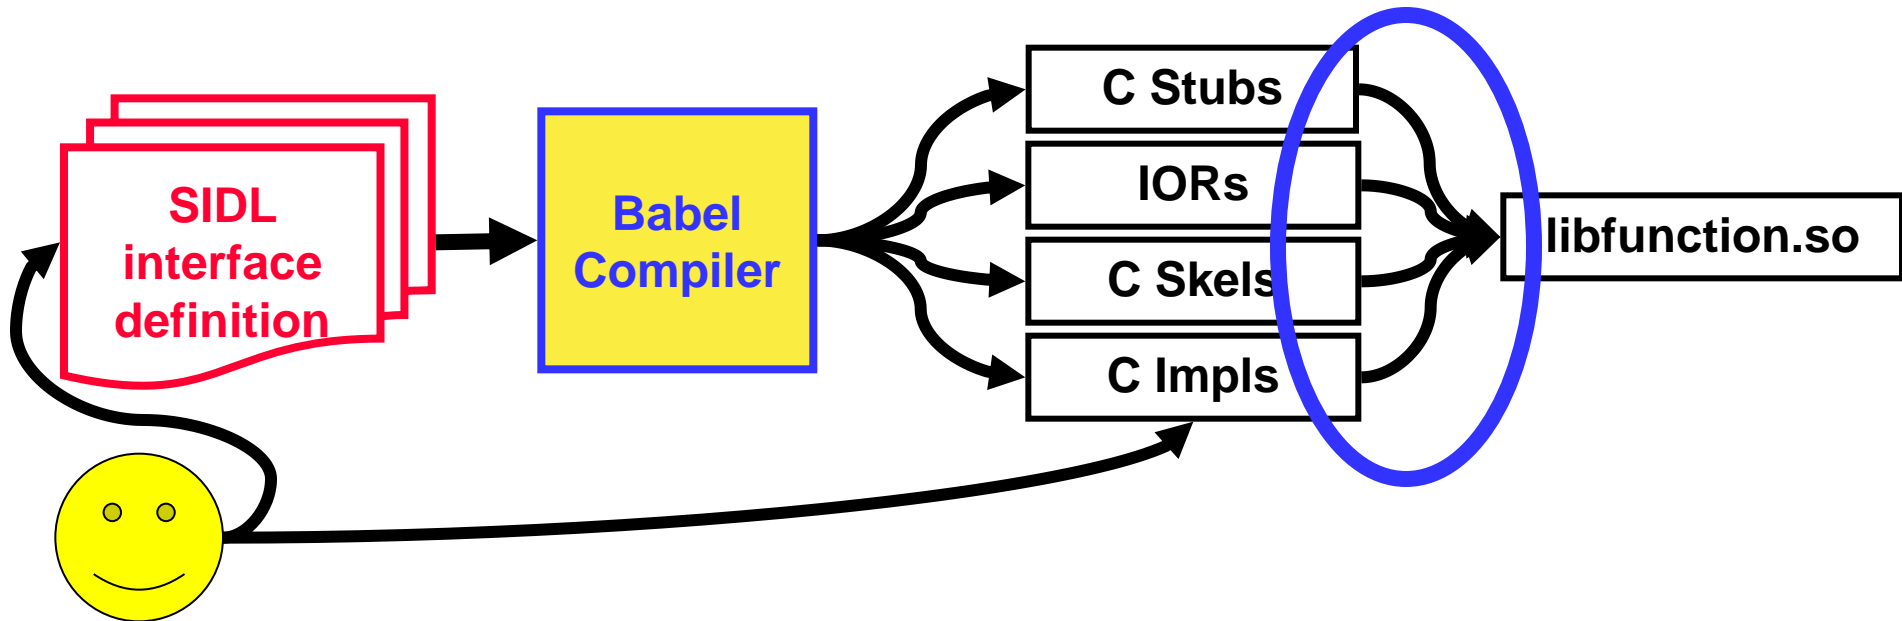 SIDL
interface
definition
Babel
Compiler
C Stubs
IORs
C Skels
C Impls
libfunction.so